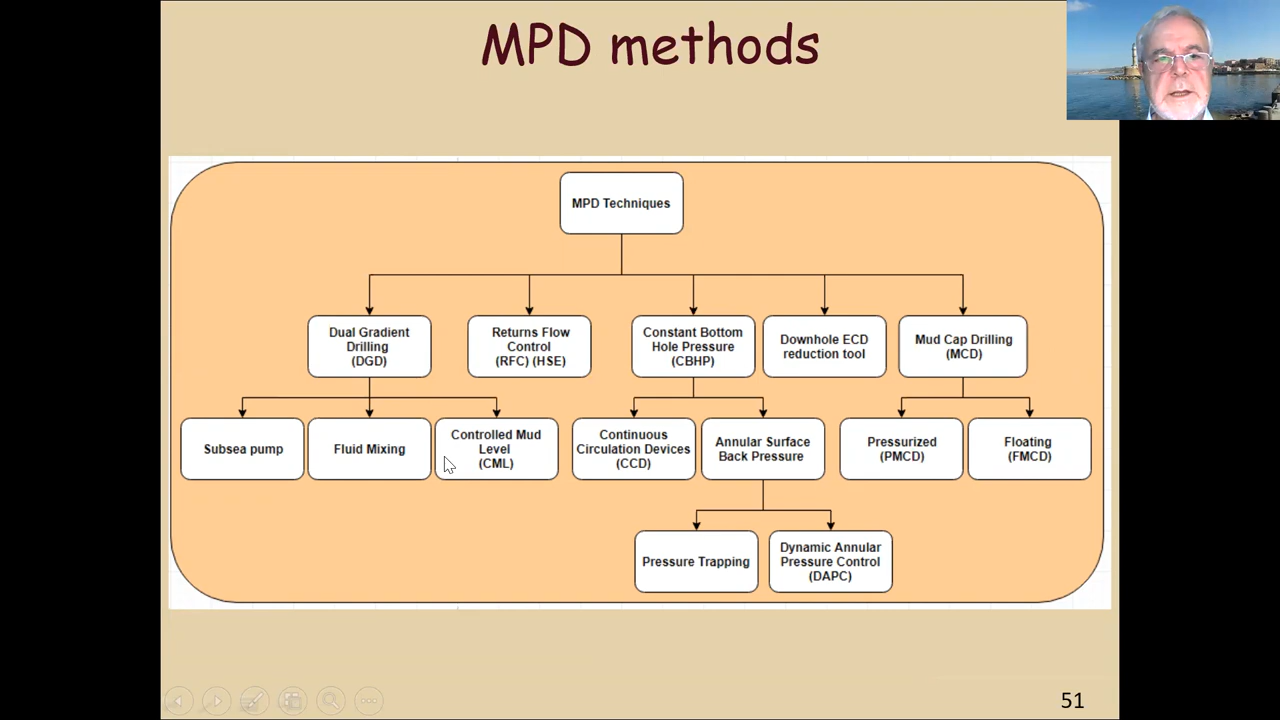 MPD methods
MPD Techniques
Dual Gradient
Drilling
(DGD)
Returns Flow
Control
(RFC) (HSE)
Constant Bottom
Hole Pressure
(CBHP)
Downhole ECD
reduction tool
Mud Cap Drilling
(MCD)
Subsea pump
Fluid Mixing
Controlled Mud
Level
(CML)
Continuous
Circulation Devices
(CCD)
Annular Surface
Back Pressure
Pressurized
(PMCD)
Floating
(FMCD)
Pressure Trapping
Dynamic Annular
Pressure Control
(DAPC)
51